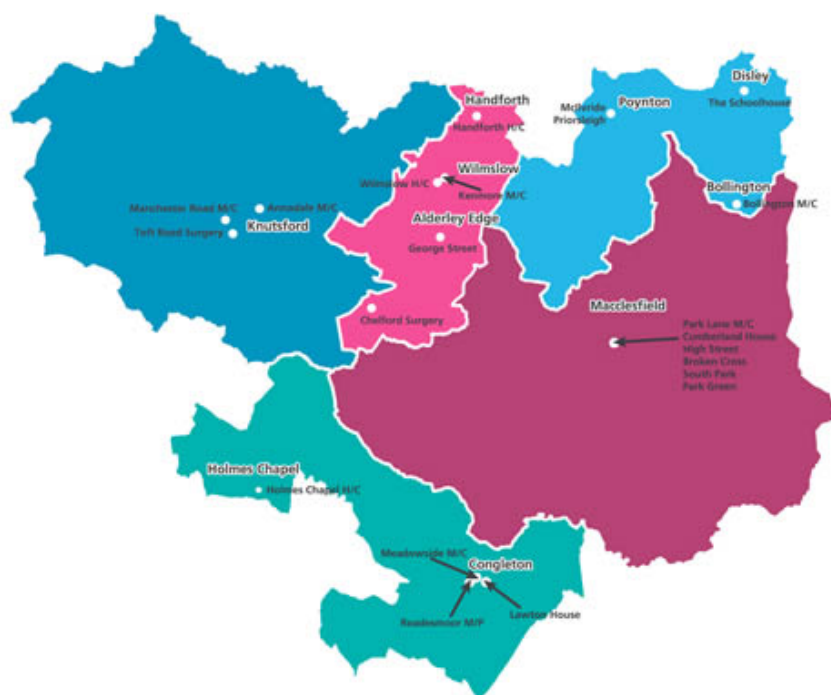 Disley
The Schoolhouse
Handforth
Handforth H/C
McIlvride
Priorsleigh
Poynton
Wilmslow
Wilmslow H/C
Kenmore M/C
Bollington
Bollington M/C
Manchester Road M/C
Annadale M/C
Toft Road Surgery
Knutsford
Alderley Edge
George Street
Chelford Surgery
Macclesfield
Park Lane M/C
Cumberland House
High Street
Broken Cross
South Park
Park Green
Holmes Chapel
Holmes Chapel H/C
Meadowside M/C
Congleton
Readesmoor M/P
Lawton House